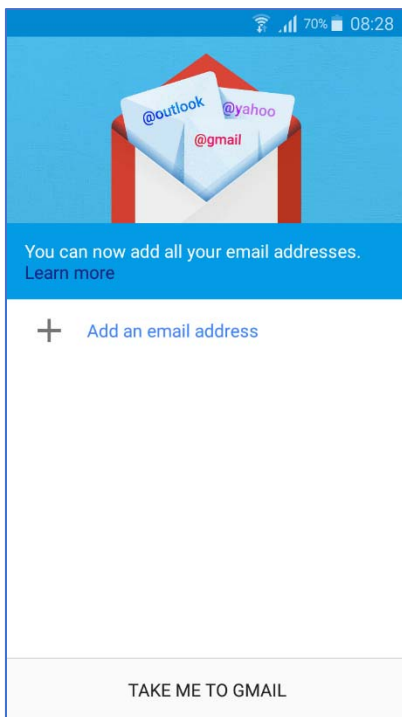 70% 08:28
@outlook @yahoo
@gmail
You can now add all your email addresses.
Learn more
Add an email address
TAKE ME TO GMAIL